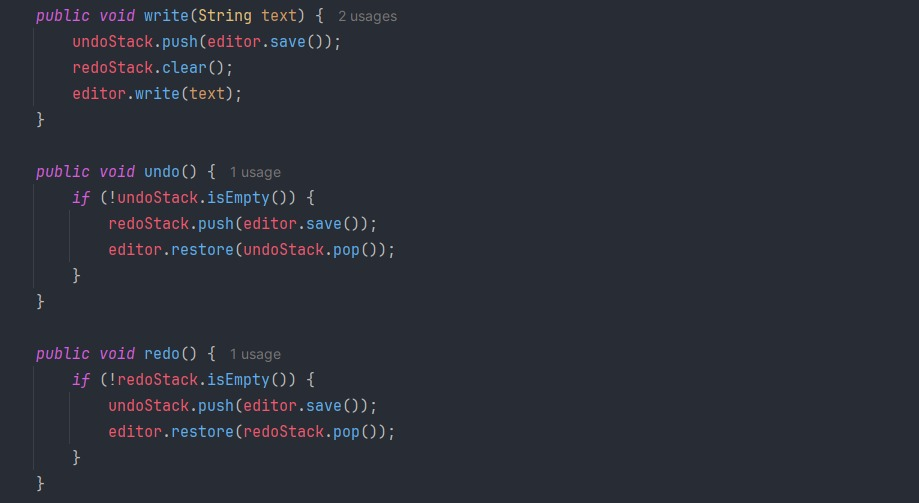 public void write(String text) { 2 usages
    undoStack.push(editor.save());
    redoStack.clear();
    editor.write(text);
}

public void undo() { 1 usage
    if (!undoStack.isEmpty()) {
        redoStack.push(editor.save());
        editor.restore(undoStack.pop());
    }
}

public void redo() { 1 usage
    if (!redoStack.isEmpty()) {
        undoStack.push(editor.save());
        editor.restore(redoStack.pop());
    }
}